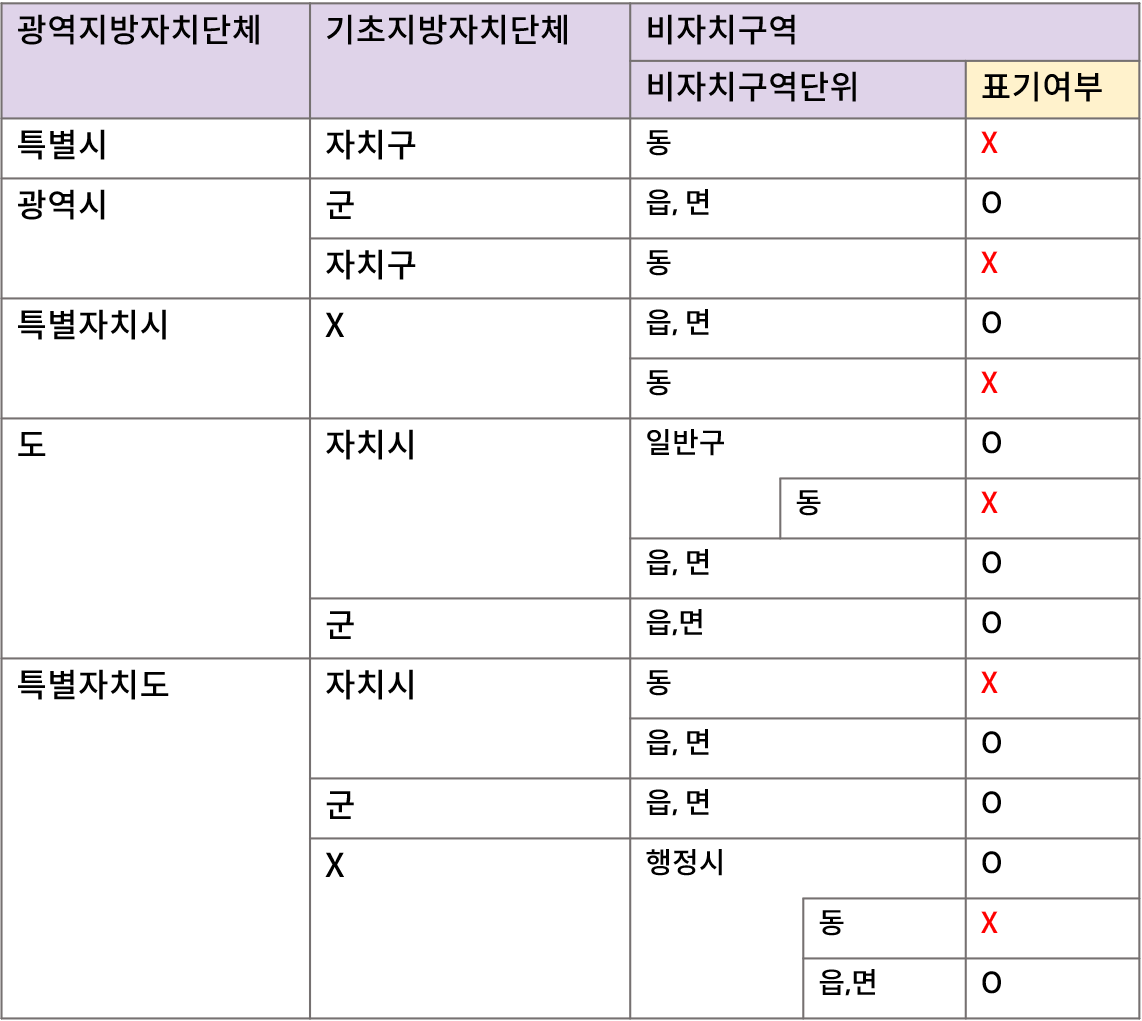 광역지방자치단체 기초지방자치단체 비자치구역
비자치구역단위 표기여부
특별시 자치구 동 X
광역시 군 읍, 면 O
자치구 동 X
특별자치시 X 읍, 면 O
동 X
도 자치시 일반구 O
동 X
읍, 면 O
군 읍,면 O
특별자치도 자치시 동 X
읍, 면 O
군 읍, 면 O
X 행정시 O
동 X
읍,면 O